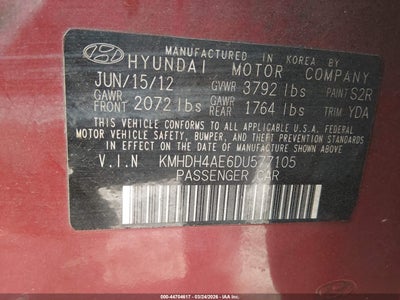 MANUFACTURED IN KOREA BY
HYUNDAI MOTOR COMPANY
JUN/15/12 GVWR 3792 lbs PAINT S2R
GAWR FRONT 2072 lbs GAWR REAR 1764 lbs TRIM YDA
THIS VEHICLE CONFORMS TO ALL APPLICABLE U.S.A. FEDERAL
MOTOR VEHICLE SAFETY, BUMPER, AND THEFT PREVENTION
STANDARDS IN EFFECT ON THE DATE OF MANUFACTURE SHOWN ABOVE.
V.I.N KMHDH4AE6DU577105
PASSENGER CAR
000-44704617 - 03/24/2026 - IAA, Inc.